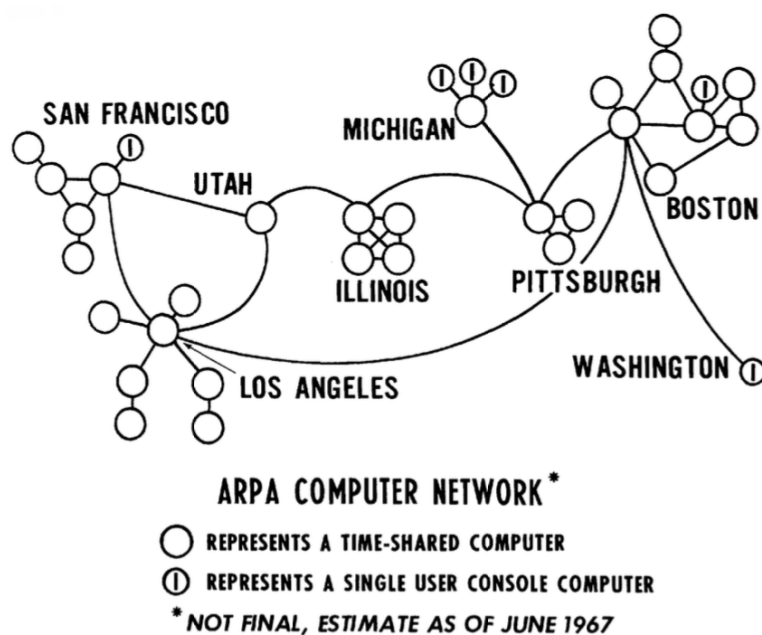 SAN FRANCISCO
MICHIGAN
UTAH
BOSTON
ILLINOIS
PITTSBURGH
WASHINGTON
LOS ANGELES
ARPA COMPUTER NETWORK*
REPRESENTS A TIME-SHARED COMPUTER
I REPRESENTS A SINGLE USER CONSOLE COMPUTER
*NOT FINAL, ESTIMATE AS OF JUNE 1967